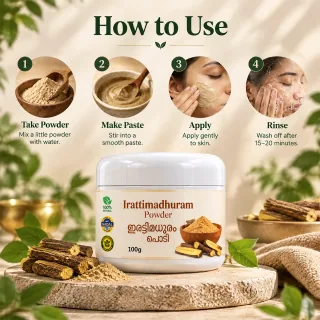 How to Use
1
2
3
4
Take Powder
Mix a little powder
with water.
Make Paste
Stir into a
smooth paste.
Apply
Apply gently
to skin.
Rinse
Wash off after
15–20 minutes.
100%
Irattimadhuram
Powder
ഇരട്ടിമധുരം
പൊടി
100g